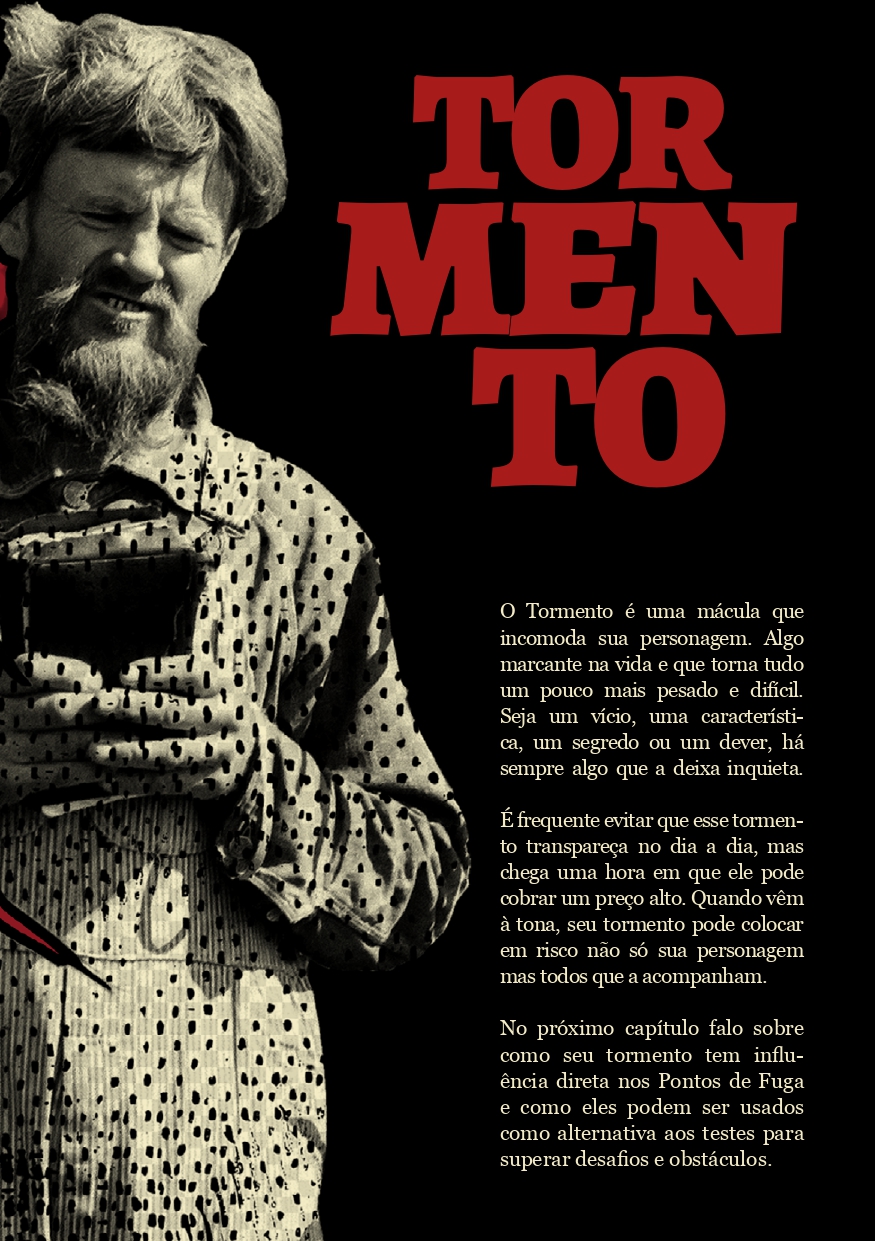 TOR
MEN
TO
O Tormento é uma mácula que
incomoda sua personagem. Algo
marcante na vida e que torna tudo
um pouco mais pesado e difícil.
Seja um vício, uma característi-
ca, um segredo ou um dever, há
sempre algo que a deixa inquieta.
É frequente evitar que esse tormen-
to transpareça no dia a dia, mas
chega uma hora em que ele pode
cobrar um preço alto. Quando vêm
à tona, seu tormento pode colocar
em risco não só sua personagem
mas todos que a acompanham.
No próximo capítulo falo sobre
como seu tormento tem influ-
ência direta nos Pontos de Fuga
e como eles podem ser usados
como alternativa aos testes para
superar desafios e obstáculos.